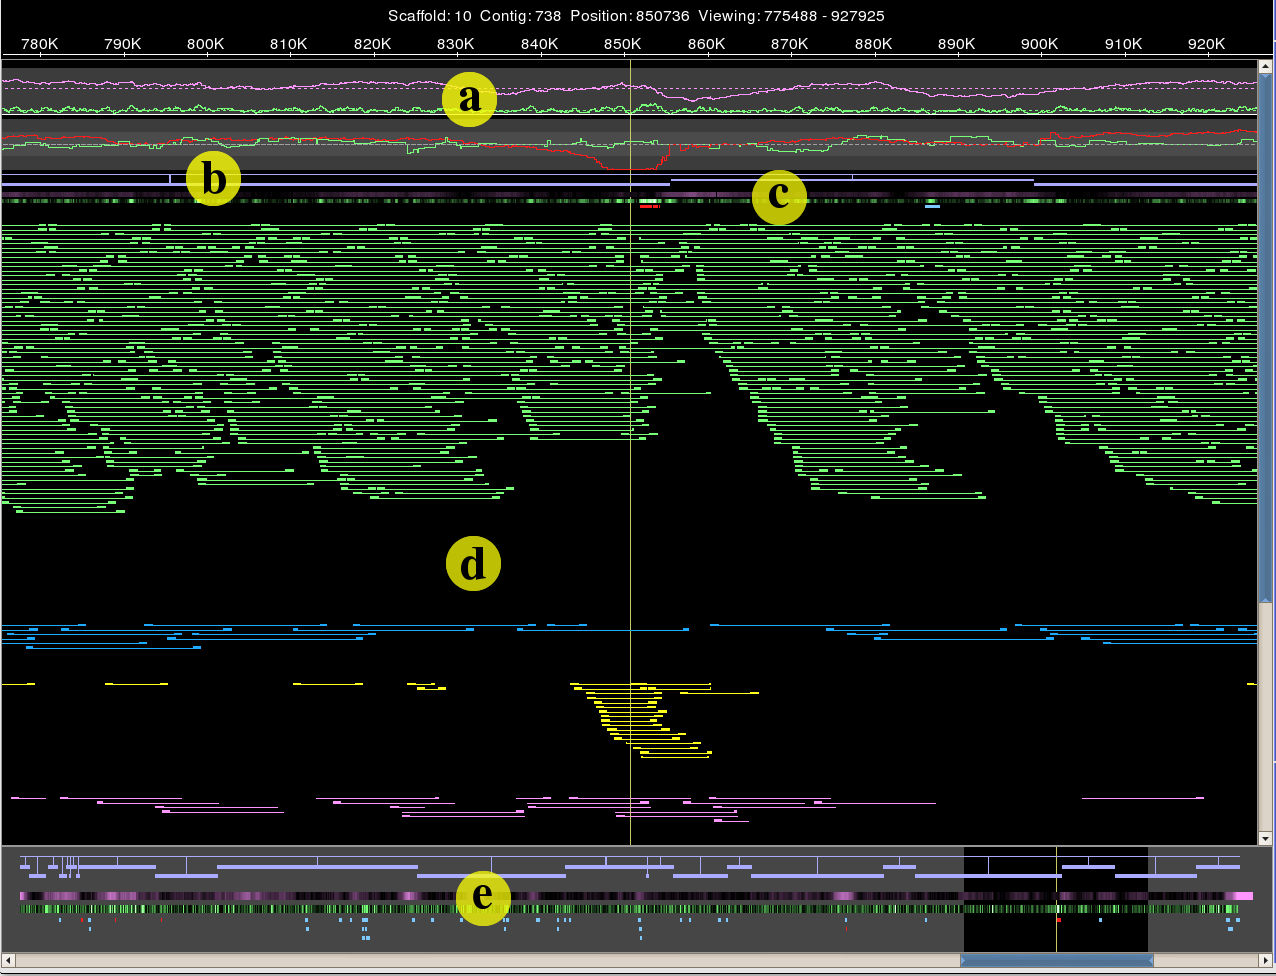 Scaffold: 10 Contig: 738 Position: 850736 Viewing: 775488 - 927925
780K 790K 800K 810K 820K 830K 840K 850K 860K 870K 880K 890K 900K 910K 920K
a
b
c
d
e